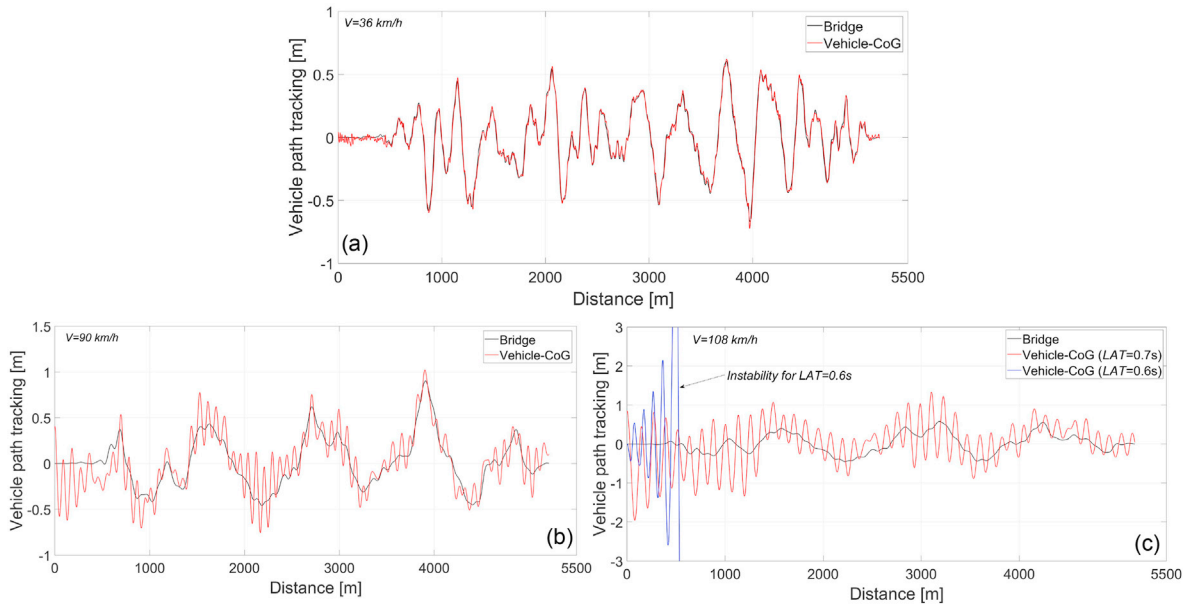 V=36 km/h
Bridge
Vehicle-CoG
Vehicle path tracking [m]
1
0.5
0
-0.5
-1
(a)
0 1000 2000 3000 4000 5500
Distance [m]
V=90 km/h
Bridge
Vehicle-CoG
Vehicle path tracking [m]
1.5
1
0.5
0
-0.5
-1
(b)
0 1000 2000 3000 4000 5500
Distance [m]
V=108 km/h
Bridge
Vehicle-CoG (LAT=0.7s)
Vehicle-CoG (LAT=0.6s)
Instability for LAT=0.6s
Vehicle path tracking [m]
3
2
1
0
-1
-2
-3
(c)
0 1000 2000 3000 4000 5500
Distance [m]